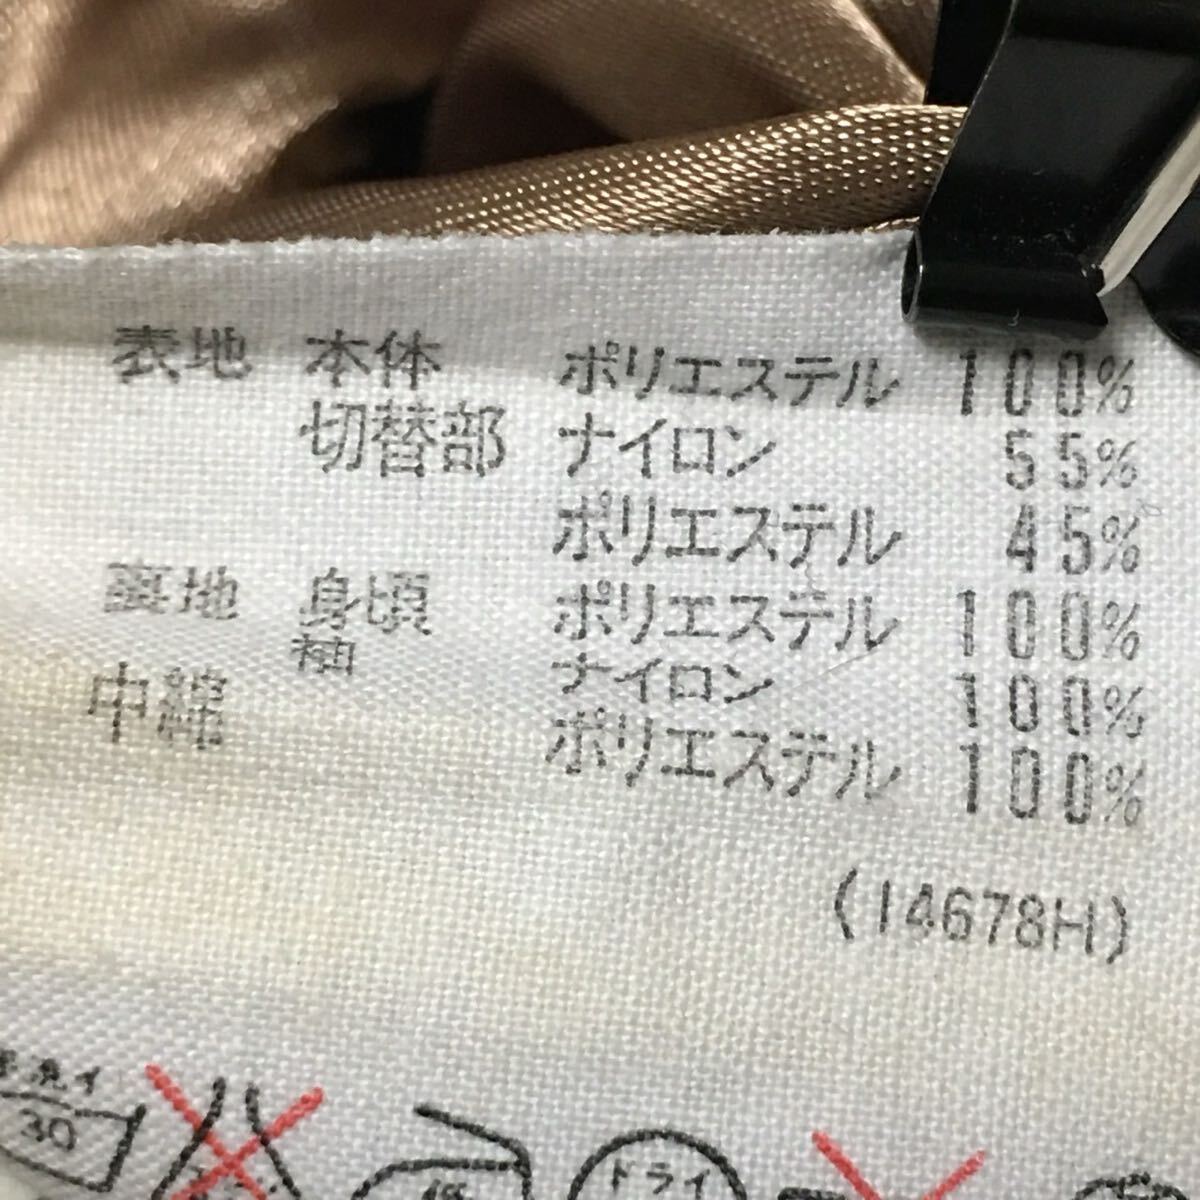 表地 本体 ポリエステル 100%
切替部 ナイロン 55%
ポリエステル 45%
裏地 身頃 ポリエステル 100%
袖 ナイロン 100%
中綿 ポリエステル 100%
(14678H)
手洗イ
30
ドライ